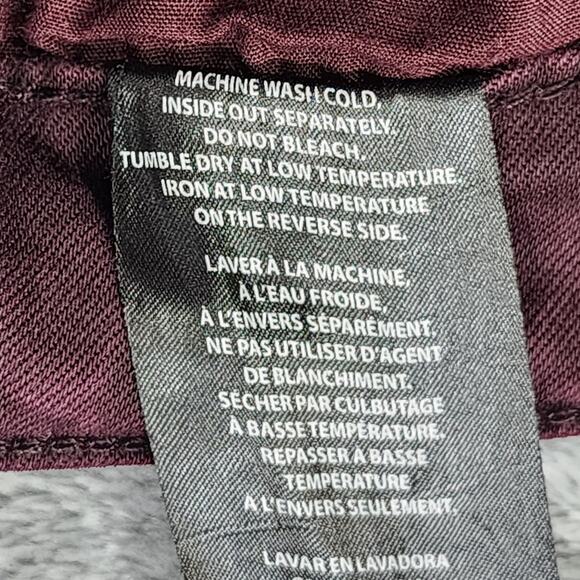 MACHINE WASH COLD.
INSIDE OUT SEPARATELY.
DO NOT BLEACH.
TUMBLE DRY AT LOW TEMPERATURE.
IRON AT LOW TEMPERATURE
ON THE REVERSE SIDE.
LAVER À LA MACHINE,
À L'EAU FROIDE,
À L'ENVERS SÉPARÉMENT.
NE PAS UTILISER D'AGENT
DE BLANCHIMENT.
SÉCHER PAR CULBUTAGE
À BASSE TEMPÉRATURE.
REPASSER À BASSE
TEMPÉRATURE
À L'ENVERS SEULEMENT.
LAVAR EN LAVADORA